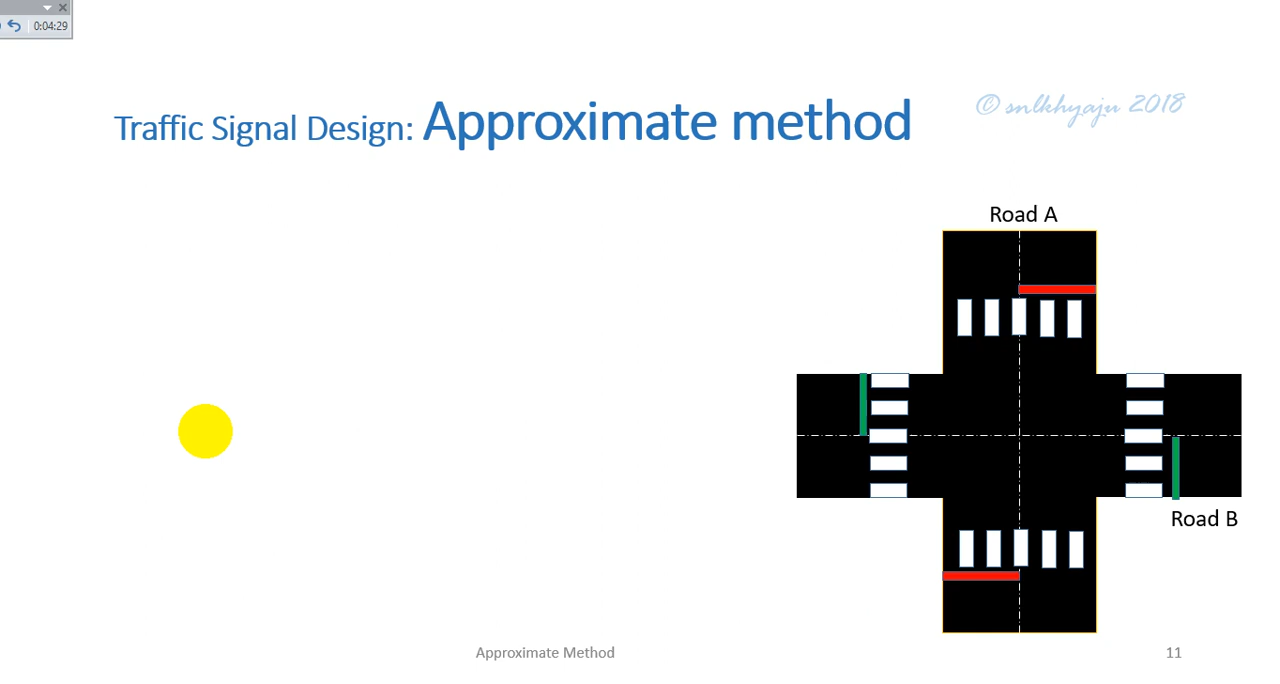 0:04:29
Traffic Signal Design: Approximate method
© snlkhyaju 2018
Road A
Road B
Approximate Method
11